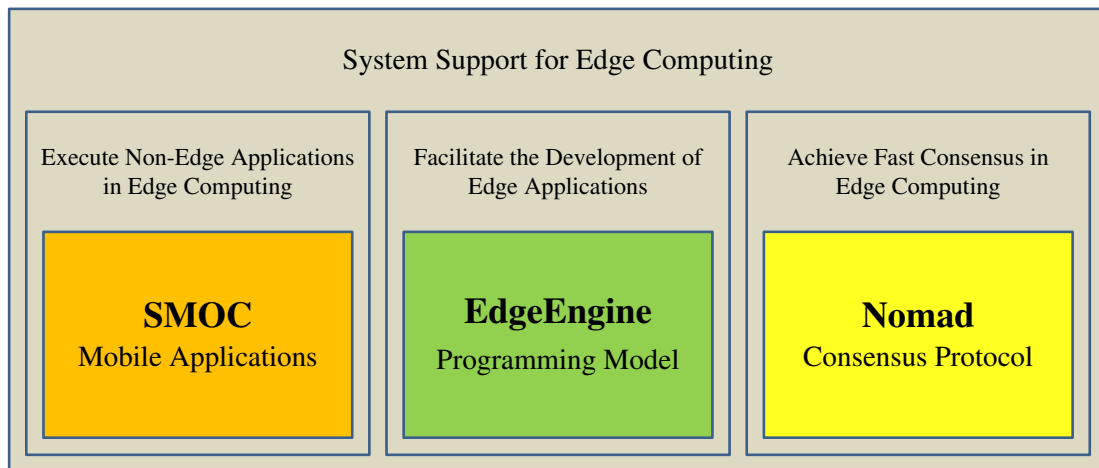 System Support for Edge Computing
Execute Non-Edge Applications
in Edge Computing
SMOC
Mobile Applications
Facilitate the Development of
Edge Applications
EdgeEngine
Programming Model
Achieve Fast Consensus in
Edge Computing
Nomad
Consensus Protocol